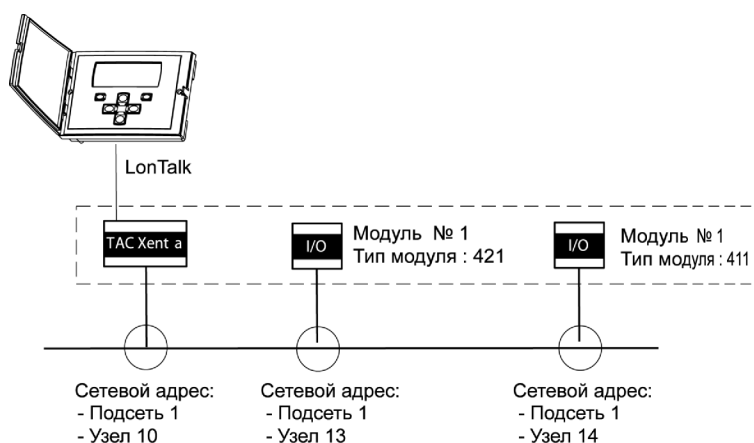 LonTalk
TAC Xent a
I/O
Модуль № 1
Тип модуля : 421
I/O
Модуль № 1
Тип модуля : 411
Сетевой адрес:
- Подсеть 1
- Узел 10
Сетевой адрес:
- Подсеть 1
- Узел 13
Сетевой адрес:
- Подсеть 1
- Узел 14